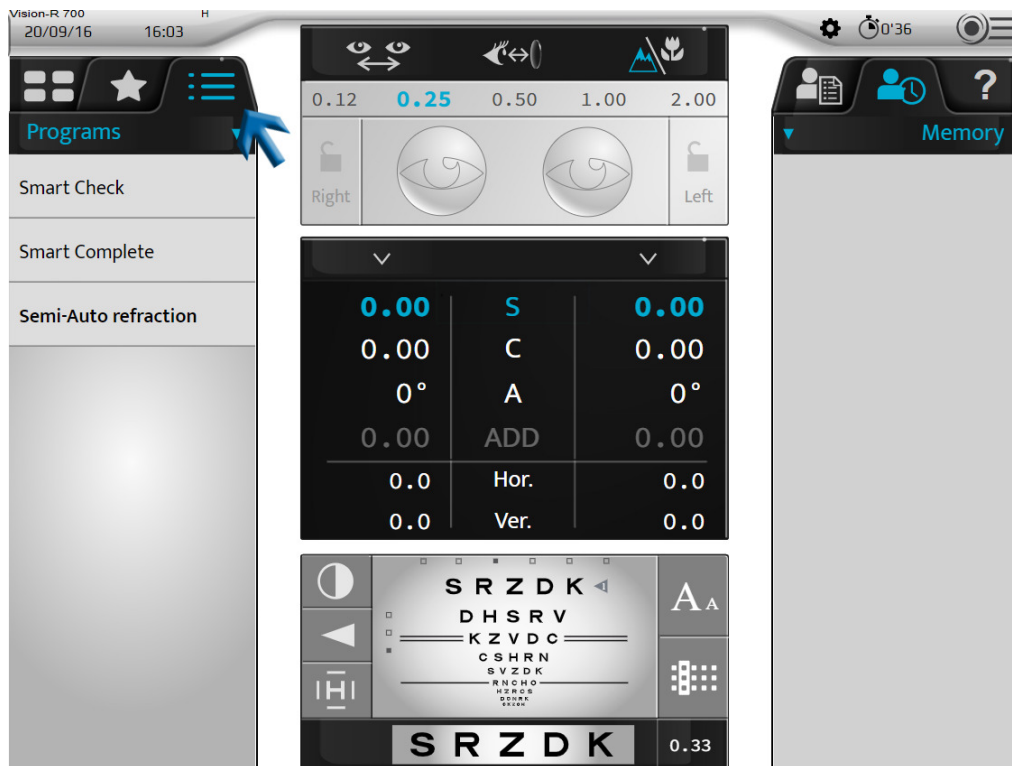 Vision-R 700
H
20/09/16 16:03
0'36
Programs
Memory
Smart Check
Smart Complete
Semi-Auto refraction
0.12 0.25 0.50 1.00 2.00
Right
Left
0.00 S 0.00
0.00 C 0.00
0° A 0°
0.00 ADD 0.00
0.0 Hor. 0.0
0.0 Ver. 0.0
S R Z D K 1
D H S R V
K Z V D C
C S H R N
S V Z D K
R N C H O
A A
H
S R Z D K
0.33
?